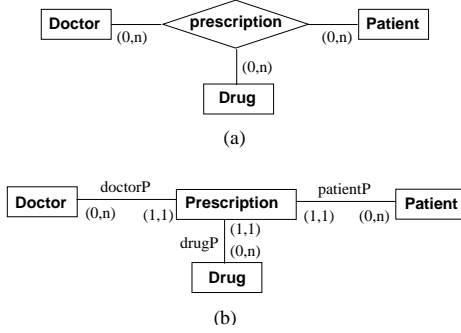 Doctor prescription Patient
(0,n) (0,n)
(0,n)
Drug
(a)
doctorP patientP
Doctor Prescription Patient
(0,n) (1,1) (1,1) (0,n)
(1,1)
drugP
(0,n)
Drug
(b)